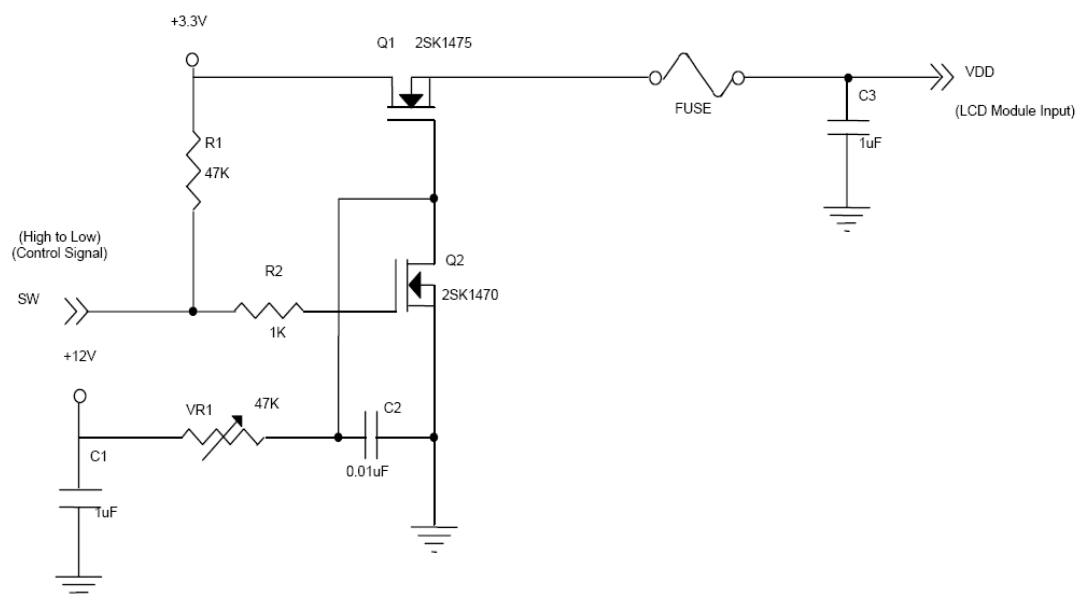 +3.3V
Q1 2SK1475
VDD
(LCD Module Input)
FUSE
C3
1uF
R1
47K
(High to Low)
(Control Signal)
SW
R2
1K
Q2
2SK1470
+12V
VR1
47K
C2
0.01uF
C1
1uF